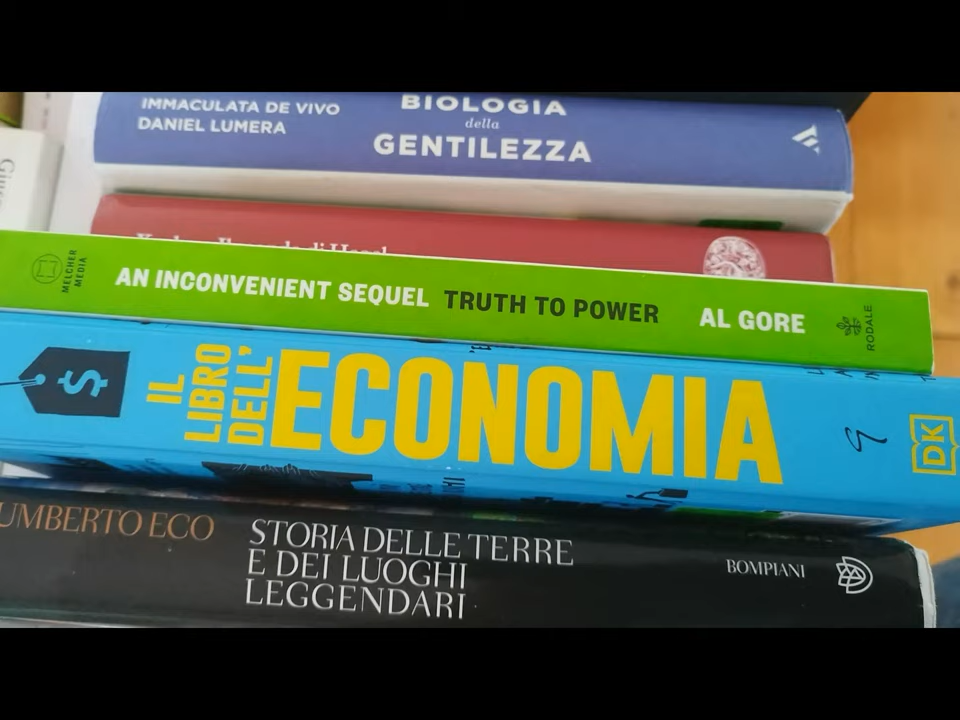 IMMACULATA DE VIVO
DANIEL LUMERA
BIOLOGIA
della
GENTILEZZA
MELCHER
MEDIA
AN INCONVENIENT SEQUEL TRUTH TO POWER AL GORE
RODALE
$
IL
LIBRO
DELL'
ECONOMIA
DK
UMBERTO ECO
STORIA DELLE TERRE
E DEI LUOGHI
LEGGENDARI
BOMPIANI